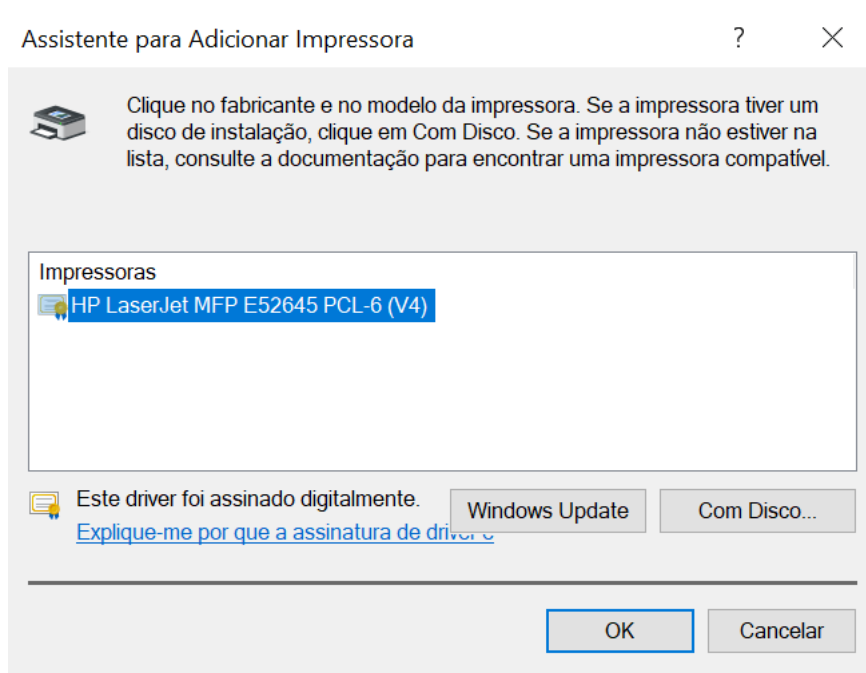 Assistente para Adicionar Impressora
?
Clique no fabricante e no modelo da impressora. Se a impressora tiver um
disco de instalação, clique em Com Disco. Se a impressora não estiver na
lista, consulte a documentação para encontrar uma impressora compatível.
Impressoras
HP LaserJet MFP E52645 PCL-6 (V4)
Este driver foi assinado digitalmente.
Explique-me por que a assinatura de driver é
Windows Update
Com Disco...
OK
Cancelar